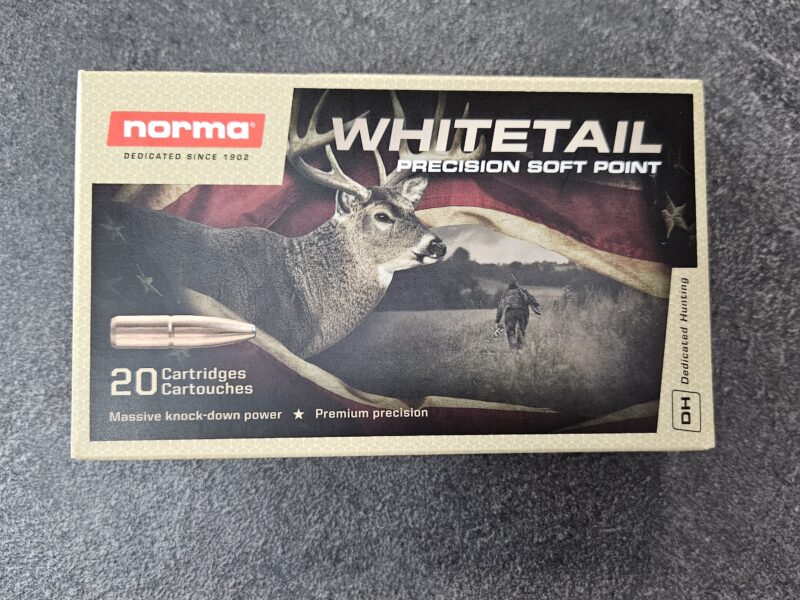 norma
DEDICATED SINCE 1902
WHITETAIL
PRECISION SOFT POINT
20 Cartridges
Cartouches
Massive knock-down power ★ Premium precision
DH Dedicated Hunting